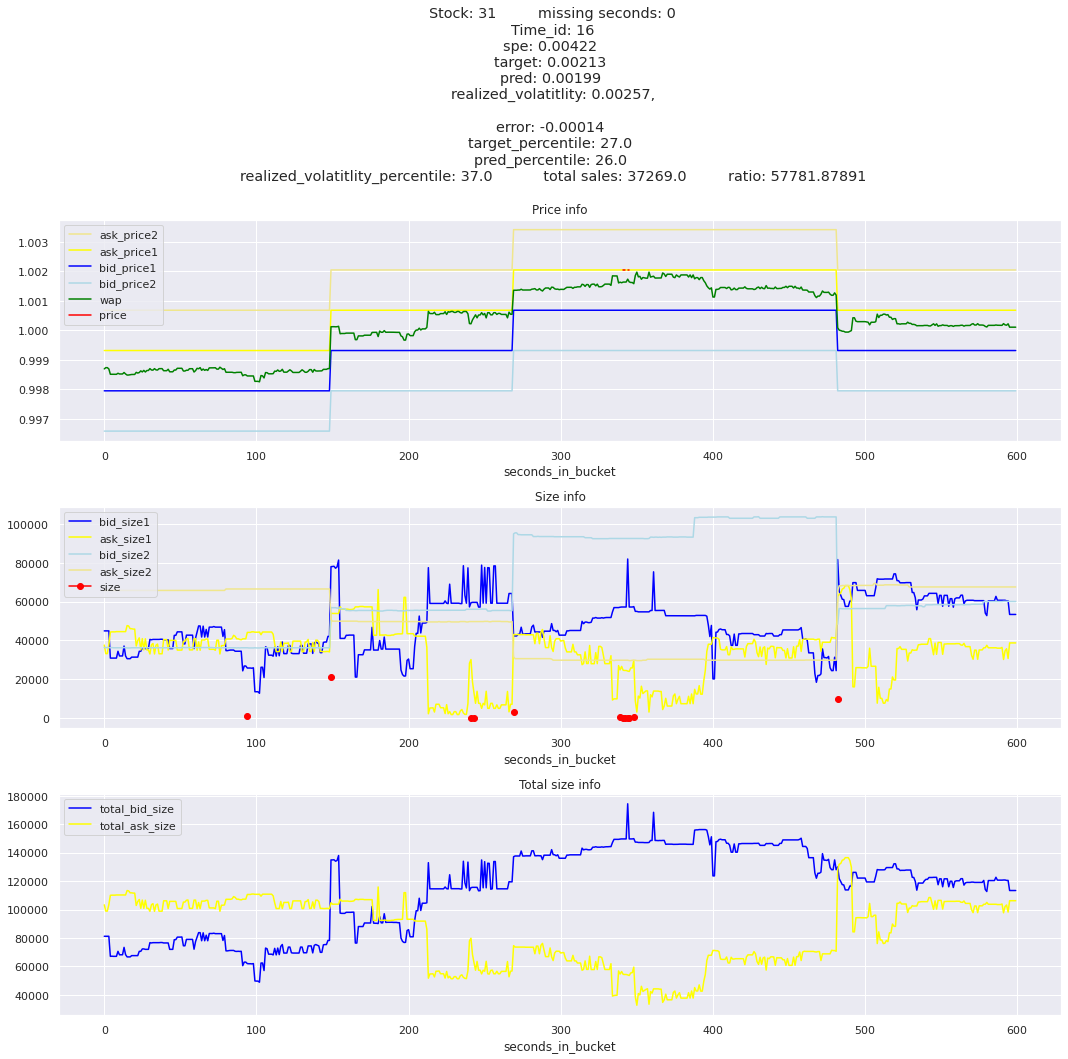 Stock: 31 missing seconds: 0
Time_id: 16
spe: 0.00422
target: 0.00213
pred: 0.00199
realized_volatitlity: 0.00257,
error: -0.00014
target_percentile: 27.0
pred_percentile: 26.0
realized_volatitlity_percentile: 37.0 total sales: 37269.0 ratio: 57781.87891
Price info
ask_price2
ask_price1
bid_price1
bid_price2
wap
price
1.003
1.002
1.001
1.000
0.999
0.998
0.997
0 100 200 300 400 500 600
seconds_in_bucket
Size info
bid_size1
ask_size1
bid_size2
ask_size2
size
100000
80000
60000
40000
20000
0
0 100 200 300 400 500 600
seconds_in_bucket
Total size info
total_bid_size
total_ask_size
180000
160000
140000
120000
100000
80000
60000
40000
0 100 200 300 400 500 600
seconds_in_bucket